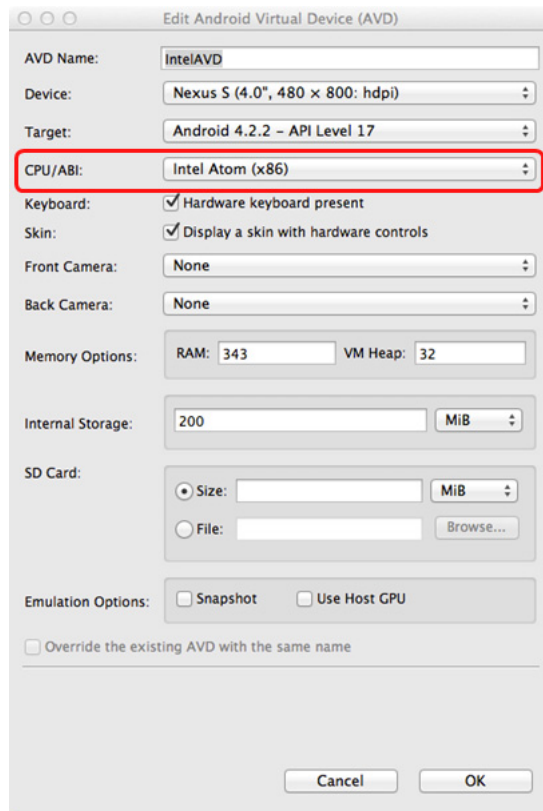 Edit Android Virtual Device (AVD)
AVD Name: IntelAVD
Device: Nexus S (4.0", 480 × 800: hdpi)
Target: Android 4.2.2 – API Level 17
CPU/ABI: Intel Atom (x86)
Keyboard: Hardware keyboard present
Skin: Display a skin with hardware controls
Front Camera: None
Back Camera: None
Memory Options: RAM: 343 VM Heap: 32
Internal Storage: 200 MiB
SD Card:
Size: MiB
File: Browse...
Emulation Options: Snapshot Use Host GPU
Override the existing AVD with the same name
Cancel OK